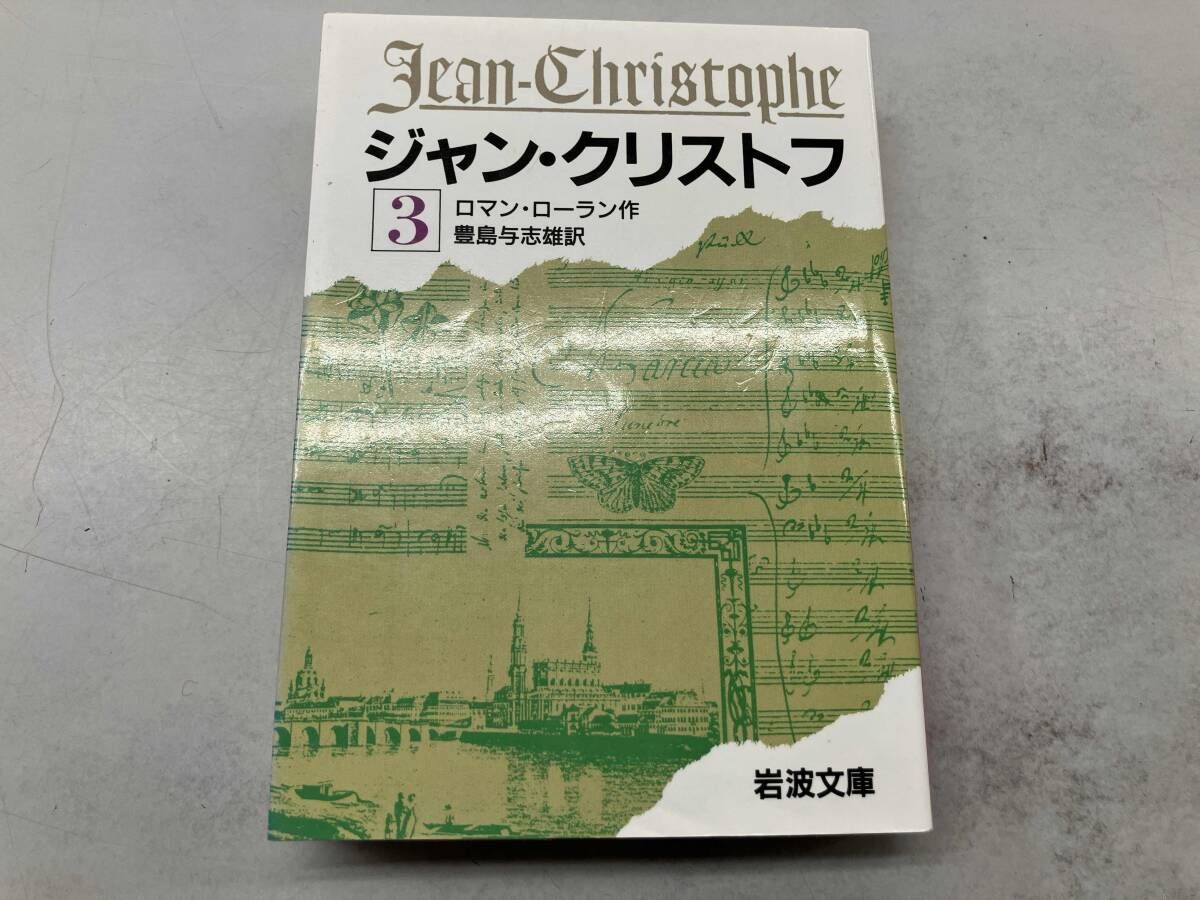 Jean-Christophe
ジャン・クリストフ
3
ロマン・ローラン作
豊島与志雄訳
岩波文庫